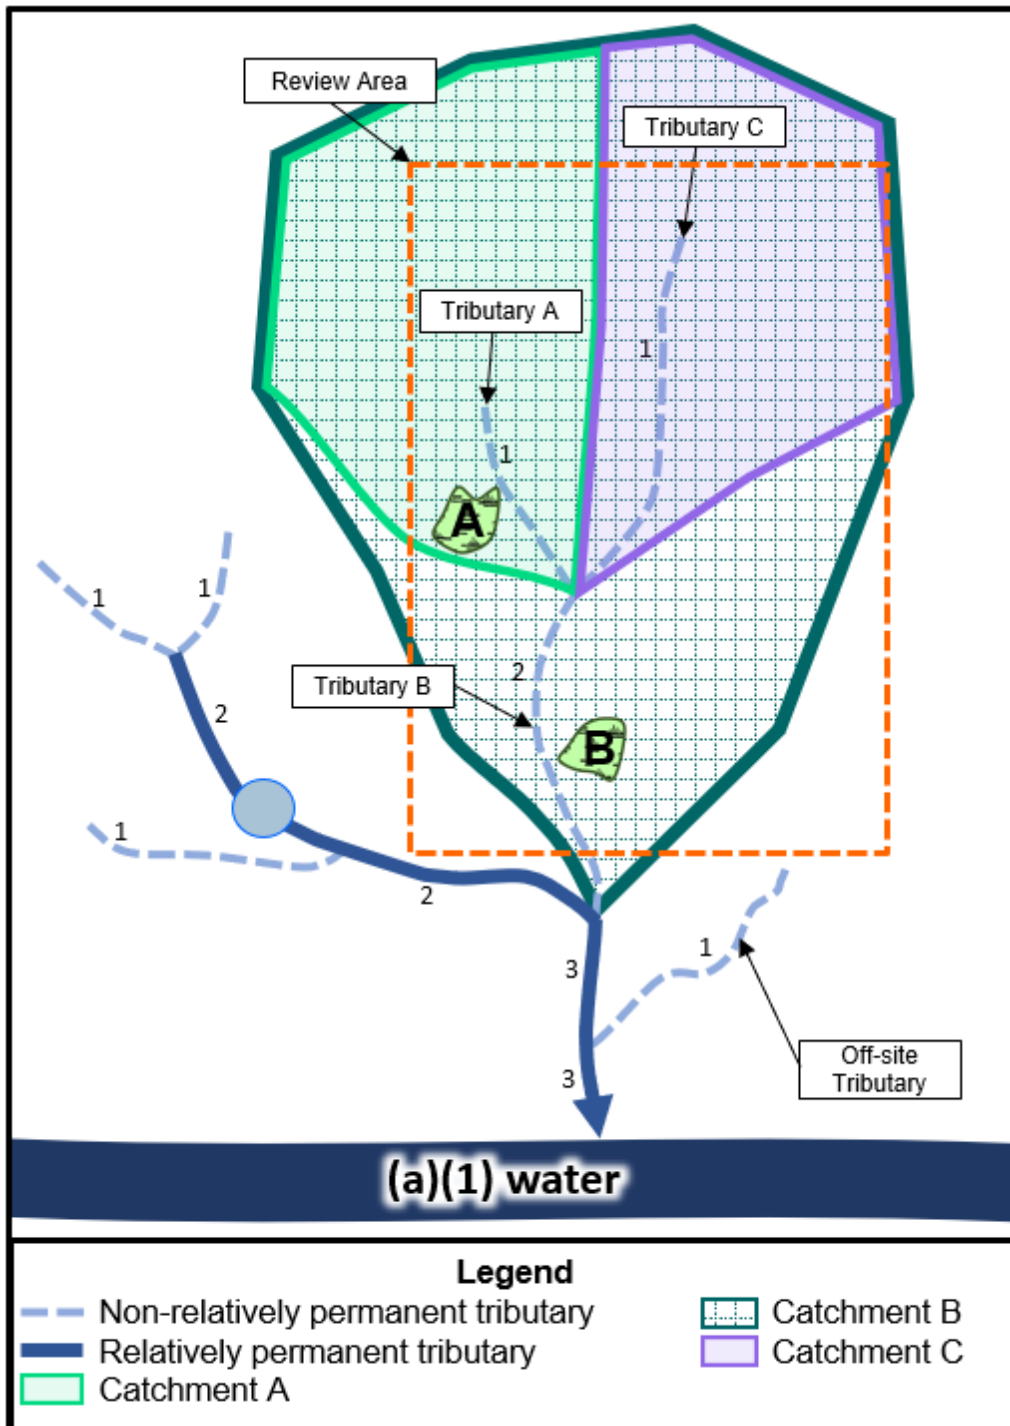 Review Area
Tributary C
Tributary A
1
1
A
1
1
2
Tributary B
2
B
1
2
1
3
Off-site
Tributary
3
(a)(1) water
Legend
Non-relatively permanent tributary
Relatively permanent tributary
Catchment A
Catchment B
Catchment C